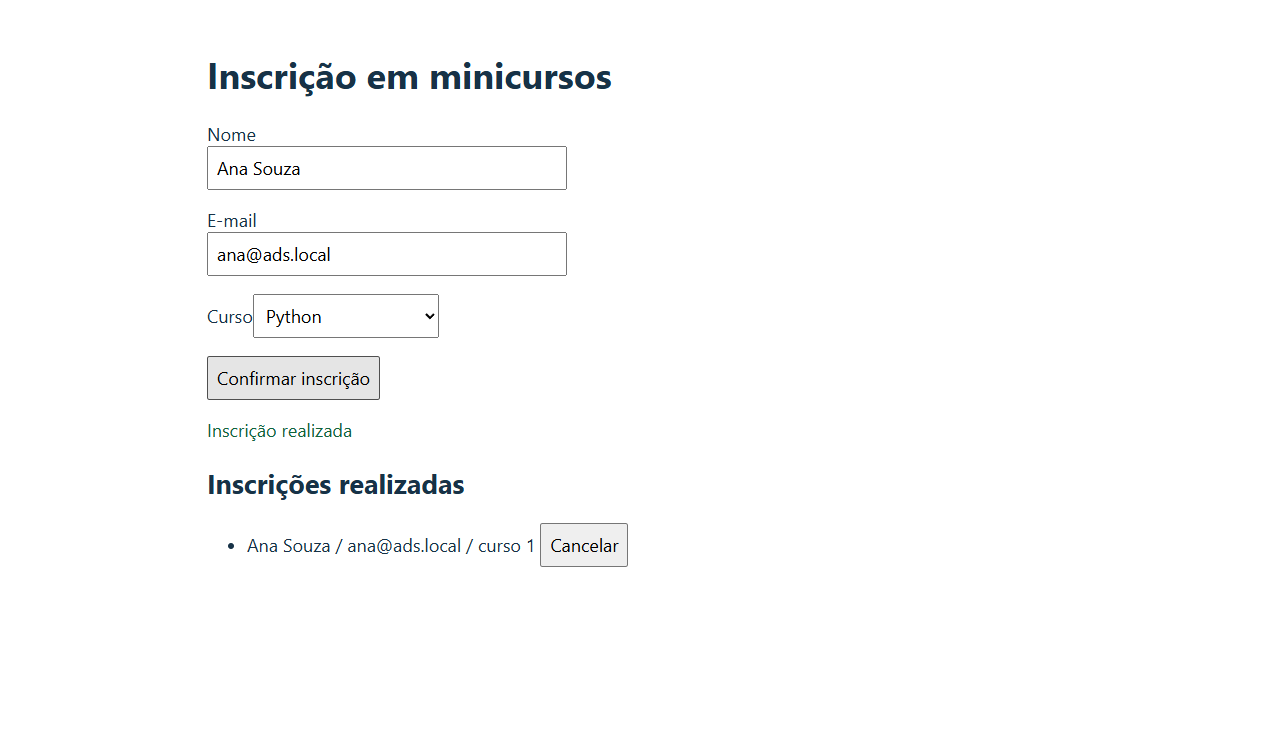 Inscrição em minicursos
Nome
Ana Souza
E-mail
ana@ads.local
Curso Python
Confirmar inscrição
Inscrição realizada
Inscrições realizadas
• Ana Souza / ana@ads.local / curso 1 Cancelar